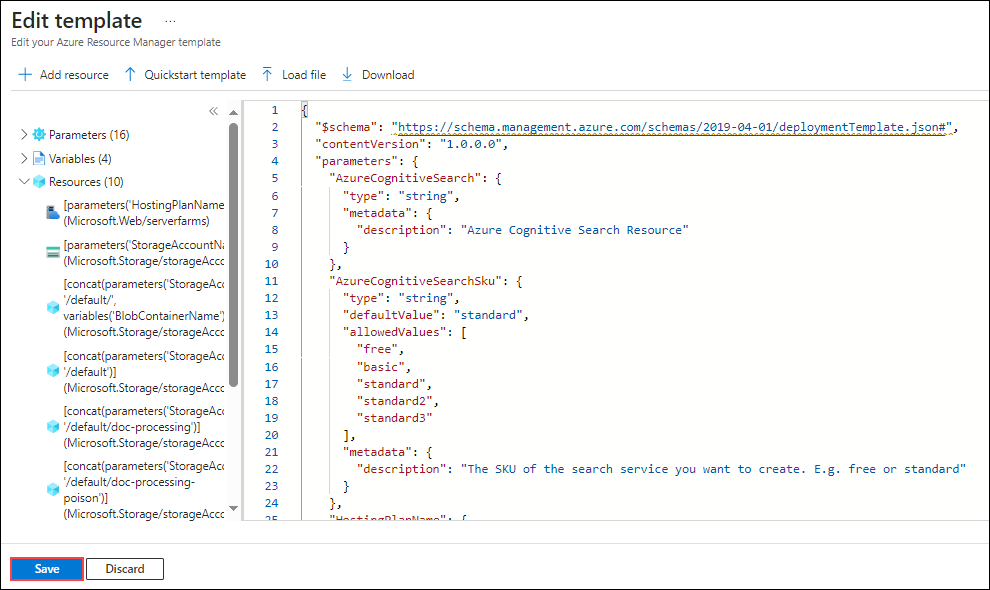 Edit template ...
Edit your Azure Resource Manager template
Add resource Quickstart template Load file Download
«
Parameters (16)
Variables (4)
Resources (10)
[parameters('HostingPlanName
(Microsoft.Web/serverfarms)
[parameters('StorageAccountNa
(Microsoft.Storage/storageAccc
[concat(parameters('StorageAcc
'/default/',
variables('BlobContainerName')
(Microsoft.Storage/storageAccc
[concat(parameters('StorageAcc
'/default')]
(Microsoft.Storage/storageAccc
[concat(parameters('StorageAcc
'/default/doc-processing')]
(Microsoft.Storage/storageAccc
[concat(parameters('StorageAcc
'/default/doc-processing-
poison')]
(Microsoft.Storage/storageAccc
1 {
2 "$schema": "https://schema.management.azure.com/schemas/2019-04-01/deploymentTemplate.json#",
3 "contentVersion": "1.0.0.0",
4 "parameters": {
5 "AzureCognitiveSearch": {
6 "type": "string",
7 "metadata": {
8 "description": "Azure Cognitive Search Resource"
9 }
10 },
11 "AzureCognitiveSearchSku": {
12 "type": "string",
13 "defaultValue": "standard",
14 "allowedValues": [
15 "free",
16 "basic",
17 "standard",
18 "standard2",
19 "standard3"
20 ],
21 "metadata": {
22 "description": "The SKU of the search service you want to create. E.g. free or standard"
23 }
24 },
25 "HostingPlanName": {
Save Discard